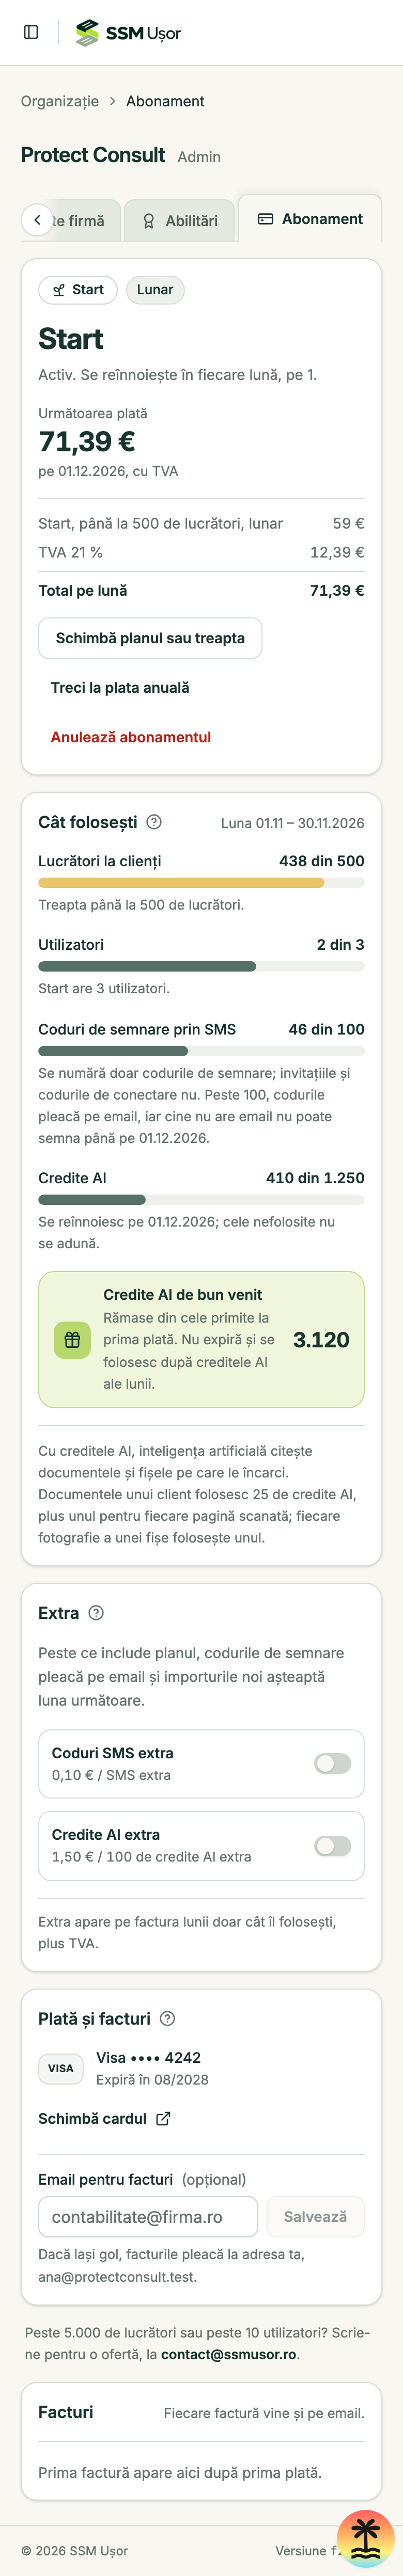 SSM Ușor
Organizație > Abonament
Protect Consult Admin
te firmă Abilitări Abonament
Start Lunar
Start
Activ. Se reînnoiește în fiecare lună, pe 1.
Următoarea plată
71,39 €
pe 01.12.2026, cu TVA
Start, până la 500 de lucrători, lunar 59 €
TVA 21 % 12,39 €
Total pe lună 71,39 €
Schimbă planul sau treapta
Treci la plata anuală
Anulează abonamentul
Cât folosești Luna 01.11 – 30.11.2026
Lucrători la clienți 438 din 500
Treapta până la 500 de lucrători.
Utilizatori 2 din 3
Start are 3 utilizatori.
Coduri de semnare prin SMS 46 din 100
Se numără doar codurile de semnare; invitațiile și
codurile de conectare nu. Peste 100, codurile
pleacă pe email, iar cine nu are email nu poate
semna până pe 01.12.2026.
Credite AI 410 din 1.250
Se reînnoiesc pe 01.12.2026; cele nefolosite nu
se adună.
Credite AI de bun venit
Rămase din cele primite la
prima plată. Nu expiră și se
folosesc după creditele AI
ale lunii.
3.120
Cu creditele AI, inteligența artificială citește
documentele și fișele pe care le încarci.
Documentele unui client folosesc 25 de credite AI,
plus unul pentru fiecare pagină scanată; fiecare
fotografie a unei fișe folosește unul.
Extra
Peste ce include planul, codurile de semnare
pleacă pe email și importurile noi așteaptă
luna următoare.
Coduri SMS extra
0,10 € / SMS extra
Credite AI extra
1,50 € / 100 de credite AI extra
Extra apare pe factura lunii doar cât îl folosești,
plus TVA.
Plată și facturi
VISA
Visa •••• 4242
Expiră în 08/2028
Schimbă cardul
Email pentru facturi (opțional)
contabilitate@firma.ro Salvează
Dacă lași gol, facturile pleacă la adresa ta,
ana@protectconsult.test.
Peste 5.000 de lucrători sau peste 10 utilizatori? Scrie-
ne pentru o ofertă, la contact@ssmusor.ro.
Facturi Fiecare factură vine și pe email.
Prima factură apare aici după prima plată.
© 2026 SSM Ușor Versiune